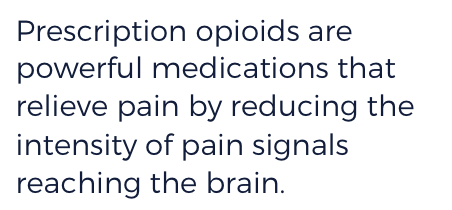 Prescription opioids are
powerful medications that
relieve pain by reducing the
intensity of pain signals
reaching the brain.